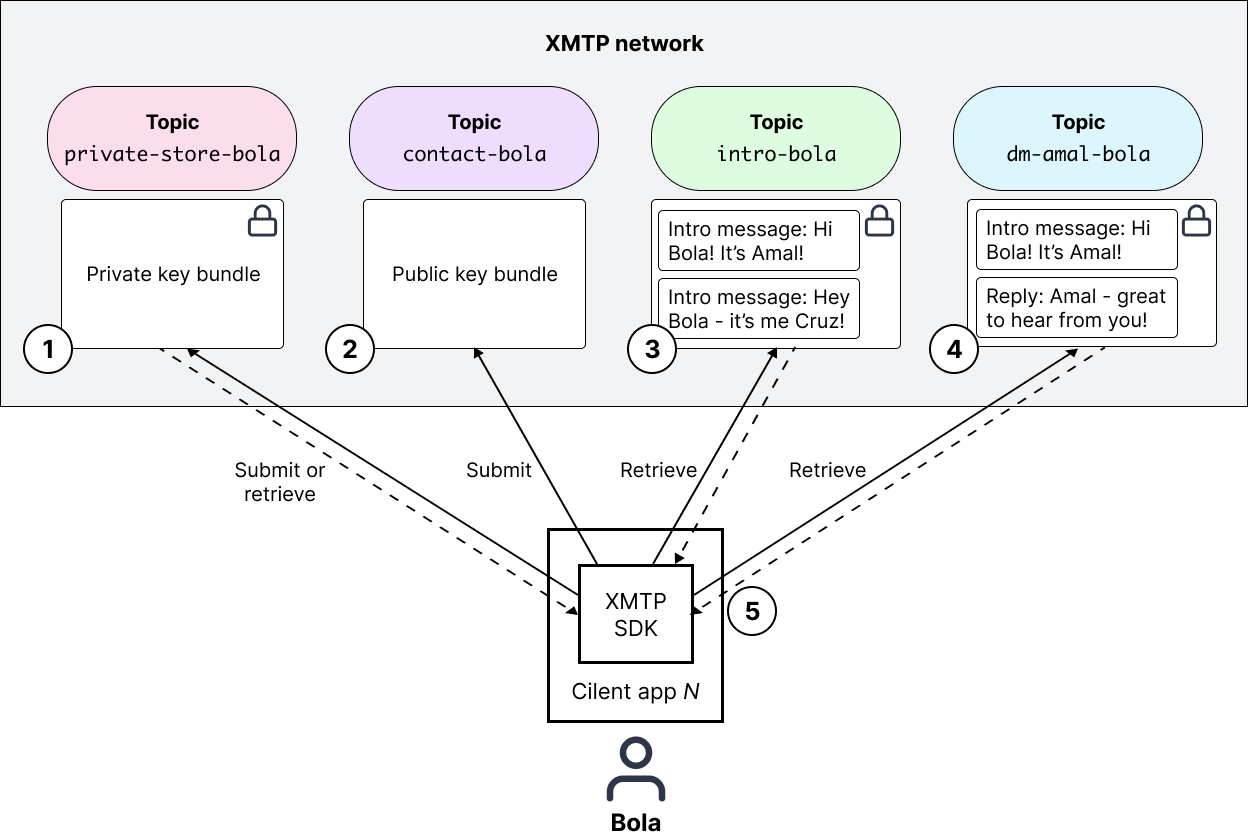 XMTP network
Topic
private-store-bola
Topic
contact-bola
Topic
intro-bola
Topic
dm-amal-bola
Private key bundle
1
Public key bundle
2
Intro message: Hi
Bola! It’s Amal!
Intro message: Hey
Bola - it’s me Cruz!
3
Intro message: Hi
Bola! It’s Amal!
Reply: Amal - great
to hear from you!
4
Submit or
retrieve
Submit
Retrieve
Retrieve
XMTP
SDK
5
Cilent app N
Bola